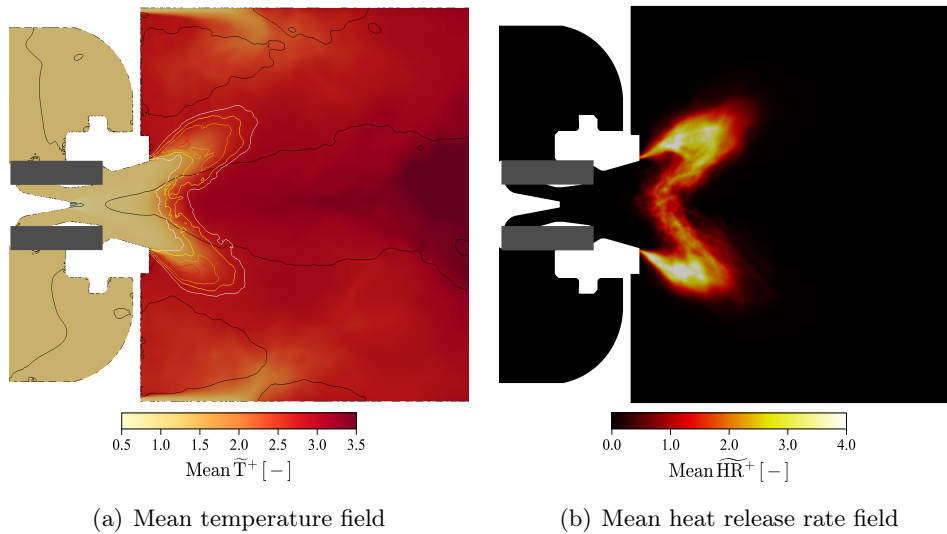 0.5 1.0 1.5 2.0 2.5 3.0 3.5
Mean T̃⁺ [ − ]
(a) Mean temperature field
0.0 1.0 2.0 3.0 4.0
Mean H͠R⁺ [ − ]
(b) Mean heat release rate field